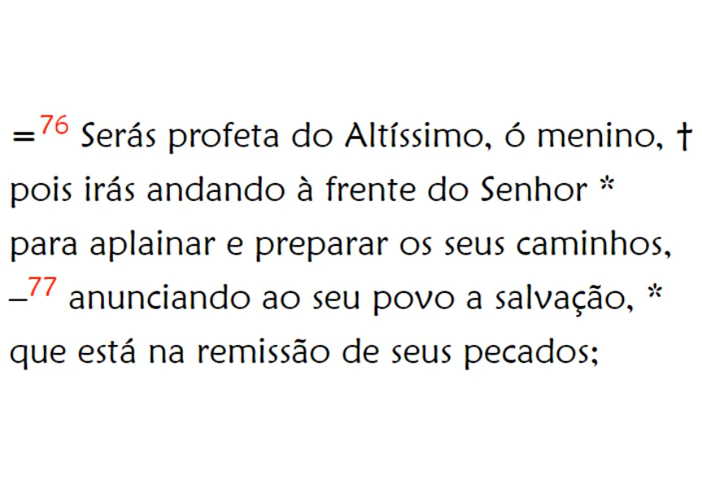 =76 Serás profeta do Altíssimo, ó menino, †
pois irás andando à frente do Senhor *
para aplainar e preparar os seus caminhos,
–77 anunciando ao seu povo a salvação, *
que está na remissão de seus pecados;